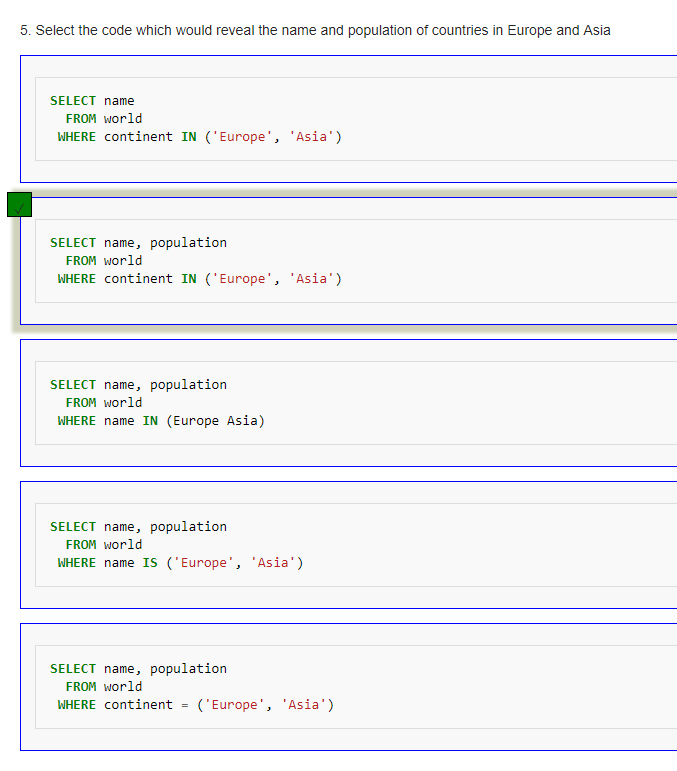 5. Select the code which would reveal the name and population of countries in Europe and Asia
SELECT name
FROM world
WHERE continent IN ('Europe', 'Asia')
SELECT name, population
FROM world
WHERE continent IN ('Europe', 'Asia')
SELECT name, population
FROM world
WHERE name IN (Europe Asia)
SELECT name, population
FROM world
WHERE name IS ('Europe', 'Asia')
SELECT name, population
FROM world
WHERE continent = ('Europe', 'Asia')